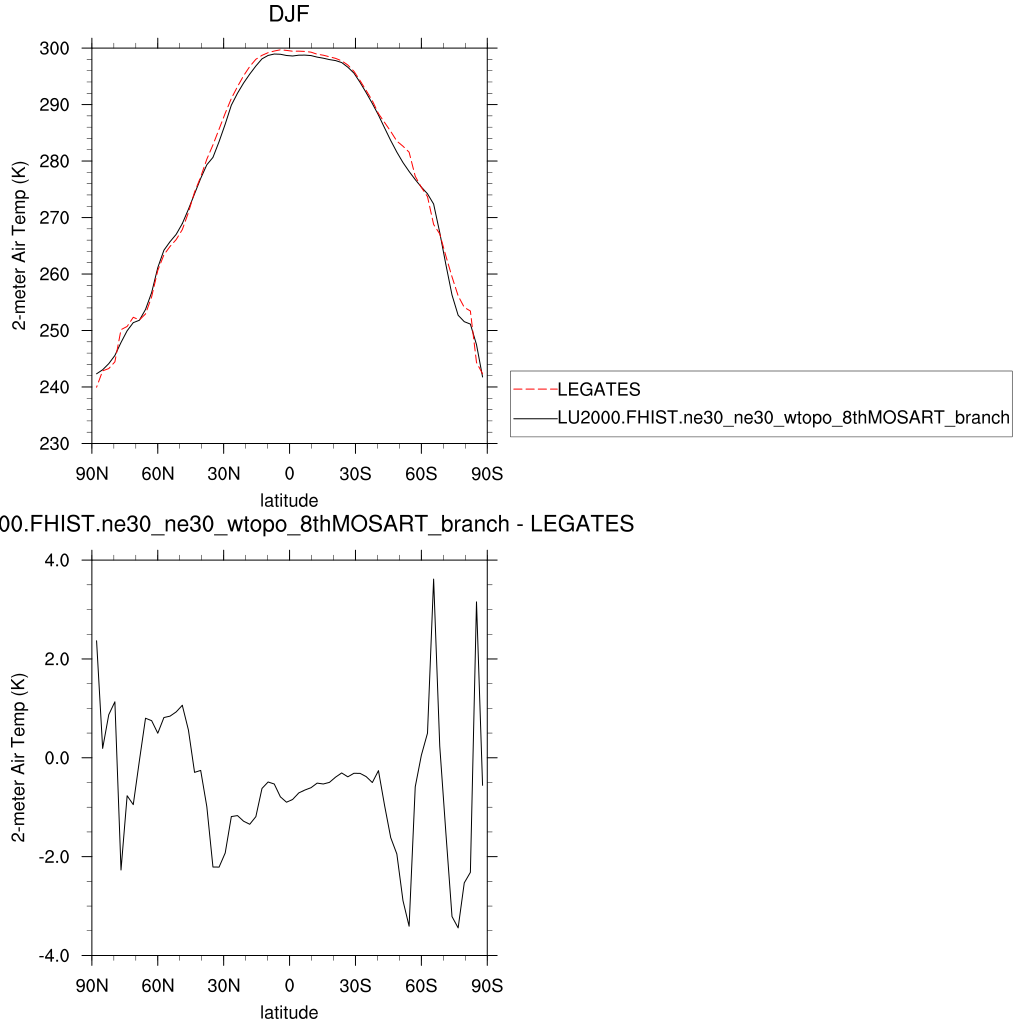 DJF
300
290
280
270
260
250
240
230
2-meter Air Temp (K)
90N 60N 30N 0 30S 60S 90S
latitude
LEGATES
LU2000.FHIST.ne30_ne30_wtopo_8thMOSART_branch
00.FHIST.ne30_ne30_wtopo_8thMOSART_branch - LEGATES
4.0
2.0
0.0
-2.0
-4.0
2-meter Air Temp (K)
90N 60N 30N 0 30S 60S 90S
latitude